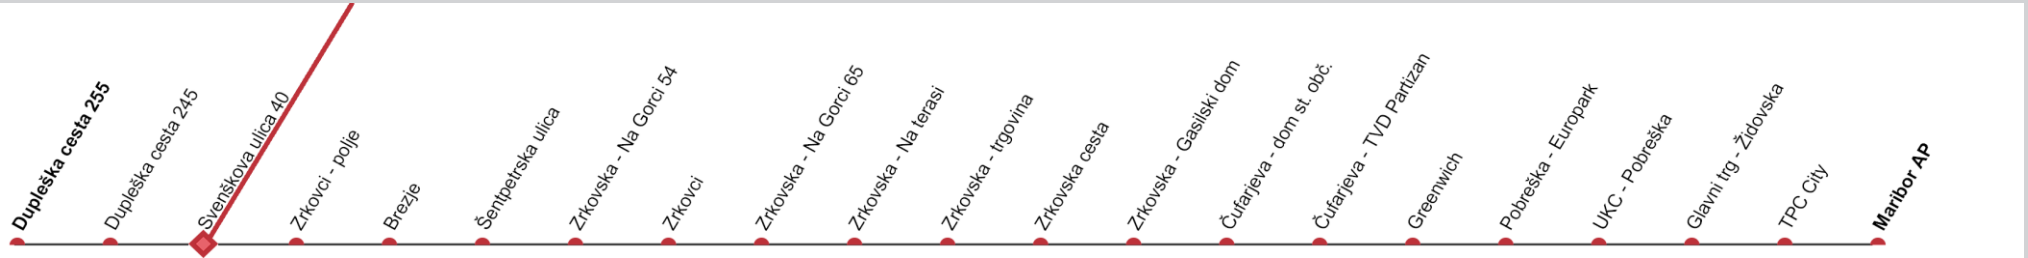 Dupleška cesta 255
Dupleška cesta 245
Svenškova ulica 40
Zrkovci - polje
Brezje
Šentpetrska ulica
Zrkovska - Na Gorci 54
Zrkovci
Zrkovska - Na Gorci 65
Zrkovska - Na terasi
Zrkovska - trgovina
Zrkovska cesta
Zrkovska - Gasilski dom
Čufarjeva - dom st. obč.
Čufarjeva - TVD Partizan
Greenwich
Pobreška - Europark
UKC - Pobreška
Glavni trg - Židovska
TPC City
Maribor AP